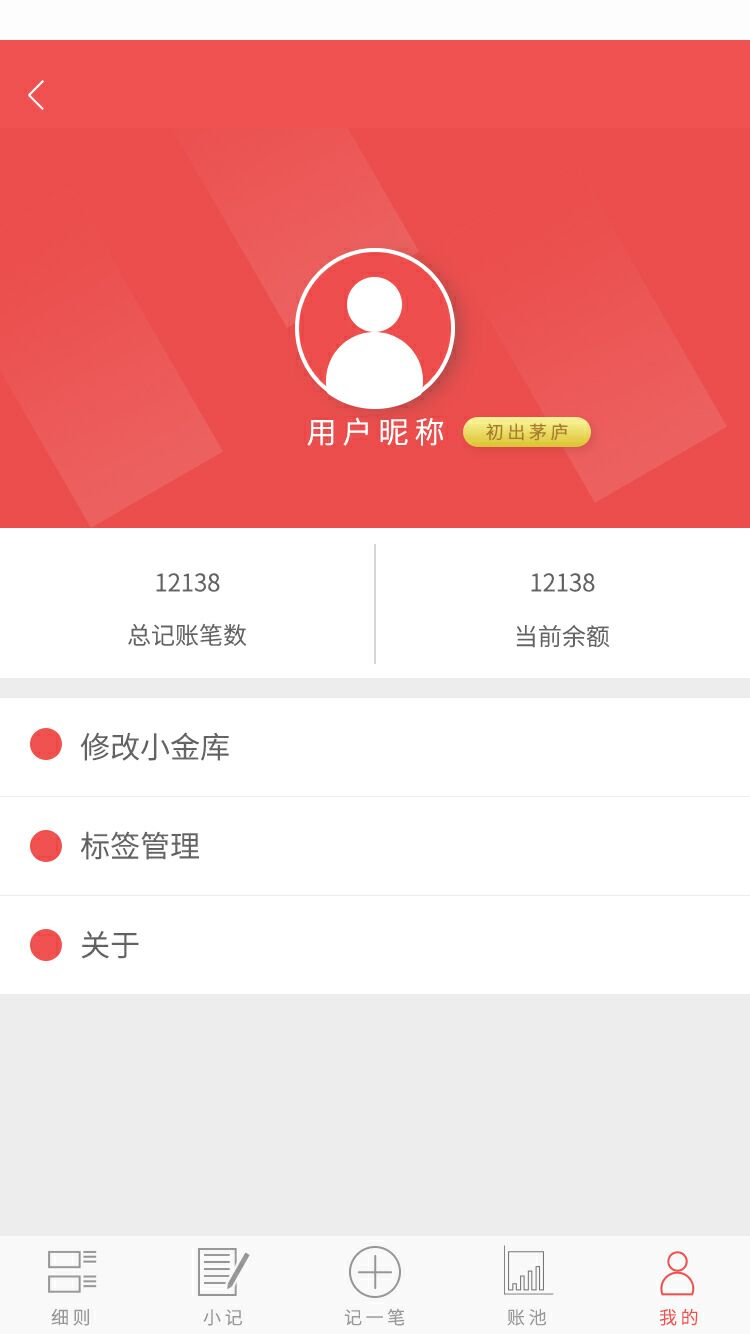 用户昵称 初出茅庐
12138 12138
总记账笔数 当前余额
修改小金库
标签管理
关于
细则 小记 记一笔 账池 我的